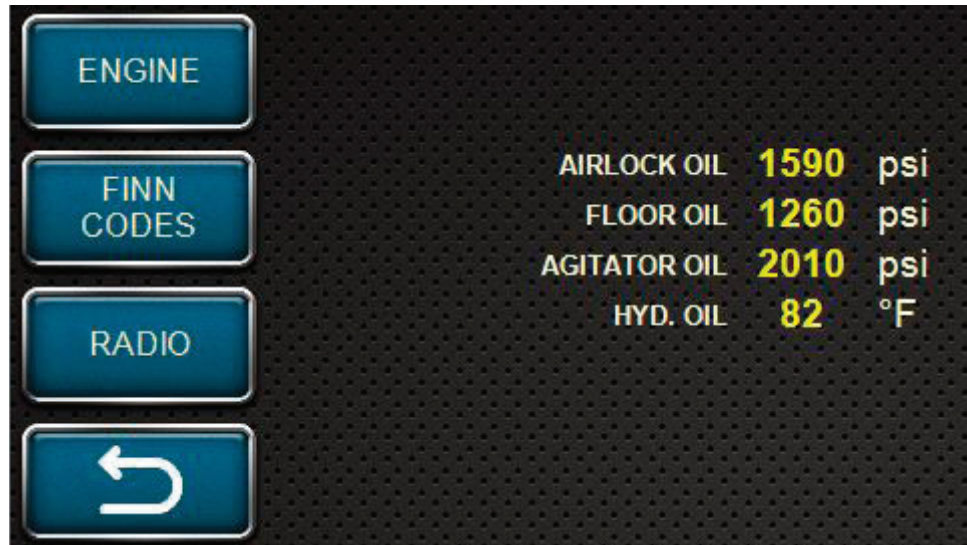 ENGINE
FINN
CODES
RADIO
AIRLOCK OIL 1590 psi
FLOOR OIL 1260 psi
AGITATOR OIL 2010 psi
HYD. OIL 82 °F